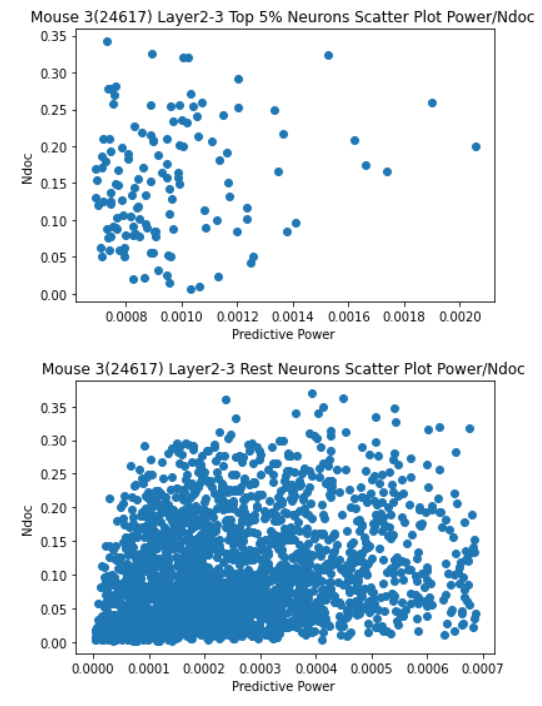 Mouse 3(24617) Layer2-3 Top 5% Neurons Scatter Plot Power/Ndoc
0.35
0.30
0.25
0.20
0.15
0.10
0.05
0.00
Ndoc
0.0008 0.0010 0.0012 0.0014 0.0016 0.0018 0.0020
Predictive Power
Mouse 3(24617) Layer2-3 Rest Neurons Scatter Plot Power/Ndoc
0.35
0.30
0.25
0.20
0.15
0.10
0.05
0.00
Ndoc
0.0000 0.0001 0.0002 0.0003 0.0004 0.0005 0.0006 0.0007
Predictive Power